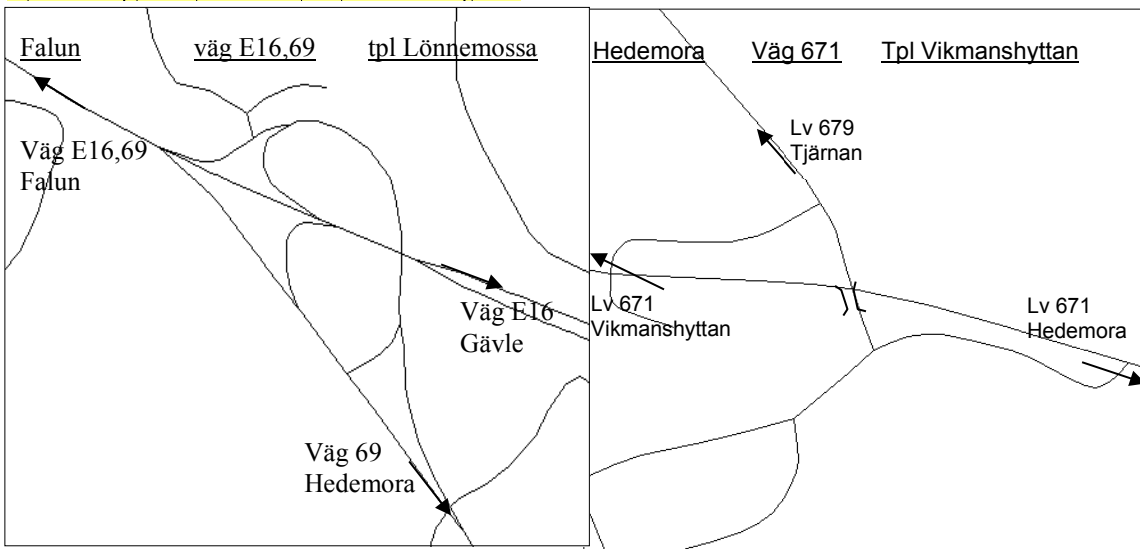 Falun väg E16,69 tpl Lönnemossa
Väg E16,69
Falun
Väg E16
Gävle
Väg 69
Hedemora
Hedemora Väg 671 Tpl Vikmanshyttan
Lv 679
Tjärnan
Lv 671
Vikmanshyttan
Lv 671
Hedemora